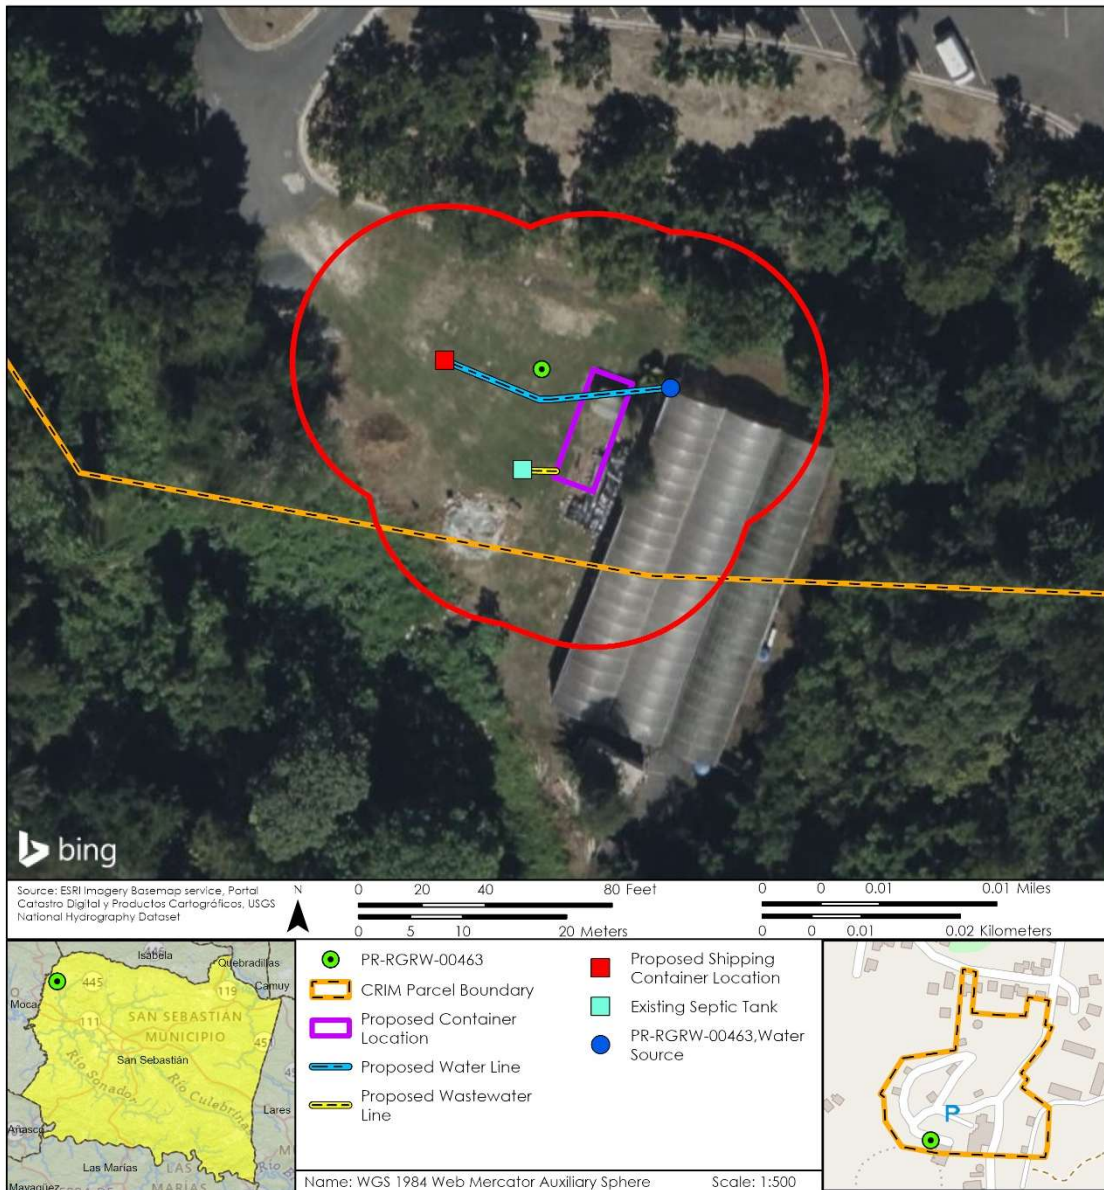 bing
Source: ESRI Imagery Basemap service, Portal
Catastro Digital y Productos Cartográficos, USGS
National Hydrography Dataset
N
0 20 40 80 Feet
0 5 10 20 Meters
0 0 0.01 0.01 Miles
0 0 0.01 0.02 Kilometers
Isabela
Quebradillas
445
119
Camuy
Moca
111
SAN SEBASTIÁN
MUNICIPIO
451
San Sebastián
Río Sonador
Río Culebrinas
Lares
Añasco
Las Marías
LAS
MARÍAS
Mayagüez
PR-RGRW-00463
CRIM Parcel Boundary
Proposed Container
Location
Proposed Water Line
Proposed Wastewater
Line
Proposed Shipping
Container Location
Existing Septic Tank
PR-RGRW-00463,Water
Source
P
Name: WGS 1984 Web Mercator Auxiliary Sphere
Scale: 1:500